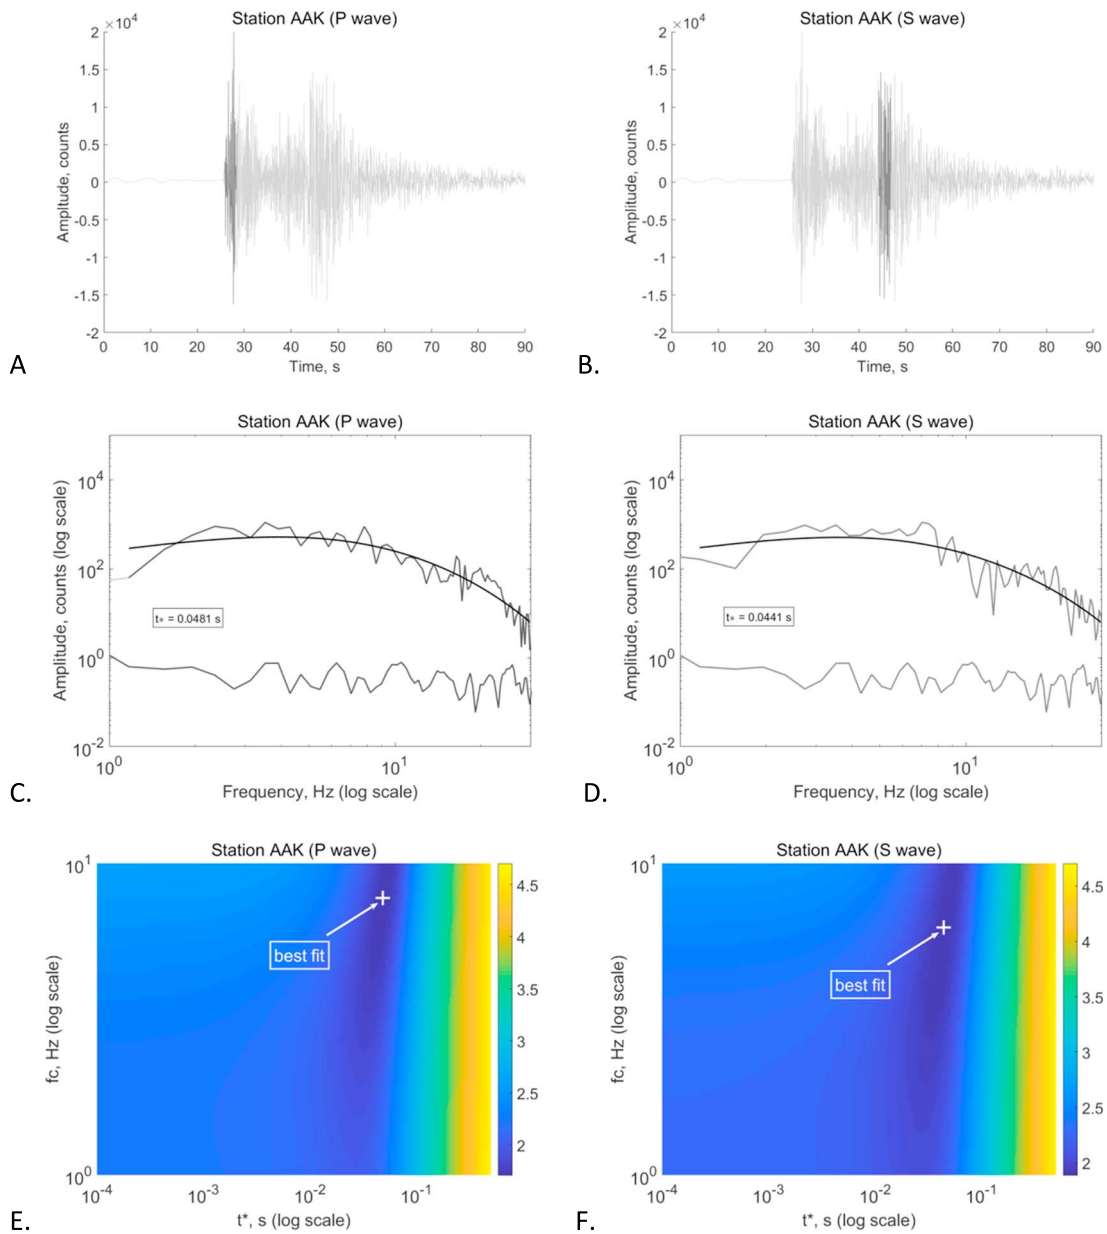 Station AAK (P wave)
×10⁴
2
1.5
1
0.5
0
-0.5
-1
-1.5
-2
Ampltude, counts
0 10 20 30 40 50 60 70 80 90
Time, s
A
Station AAK (S wave)
×10⁴
2
1.5
1
0.5
0
-0.5
-1
-1.5
-2
Amplitude, counts
0 10 20 30 40 50 60 70 80 90
Time, s
B.
Station AAK (P wave)
10⁴
10²
10⁰
10⁻²
Amplitude, counts (log scale)
t* = 0.0481 s
10⁰ 10¹
Frequency, Hz (log scale)
C.
Station AAK (S wave)
10⁴
10²
10⁰
10⁻²
Amplitude, counts (log scale)
t* = 0.0441 s
10⁰ 10¹
Frequency, Hz (log scale)
D.
Station AAK (P wave)
10¹
10⁰
fc, Hz (log scale)
best fit
4.5
4
3.5
3
2.5
2
10⁻⁴ 10⁻³ 10⁻² 10⁻¹
t*, s (log scale)
E.
Station AAK (S wave)
10¹
10⁰
fc, Hz (log scale)
best fit
4.5
4
3.5
3
2.5
2
10⁻⁴ 10⁻³ 10⁻² 10⁻¹
t*, s (log scale)
F.